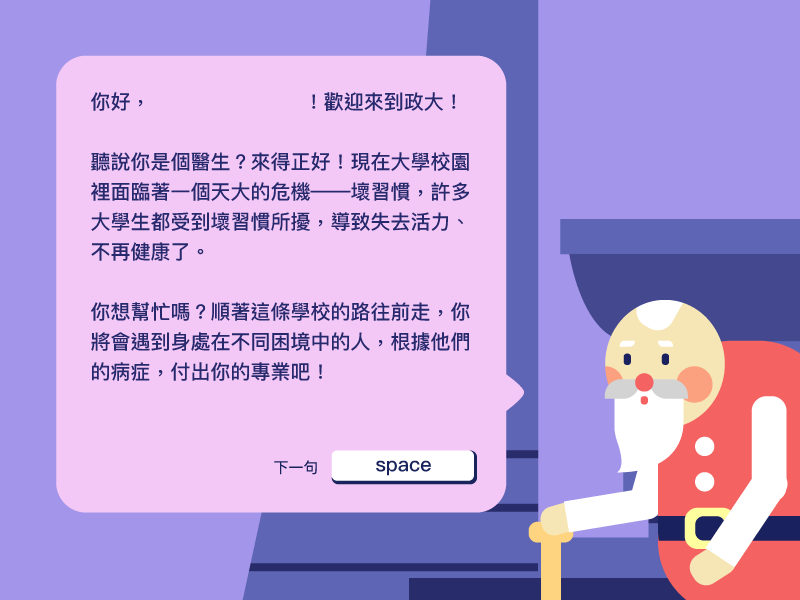 你好，　　　　　　　　！歡迎來到政大！
聽說你是個醫生？來得正好！現在大學校園
裡面臨著一個天大的危機——壞習慣，許多
大學生都受到壞習慣所擾，導致失去活力、
不再健康了。
你想幫忙嗎？順著這條學校的路往前走，你
將會遇到身處在不同困境中的人，根據他們
的病症，付出你的專業吧！
下一句 space